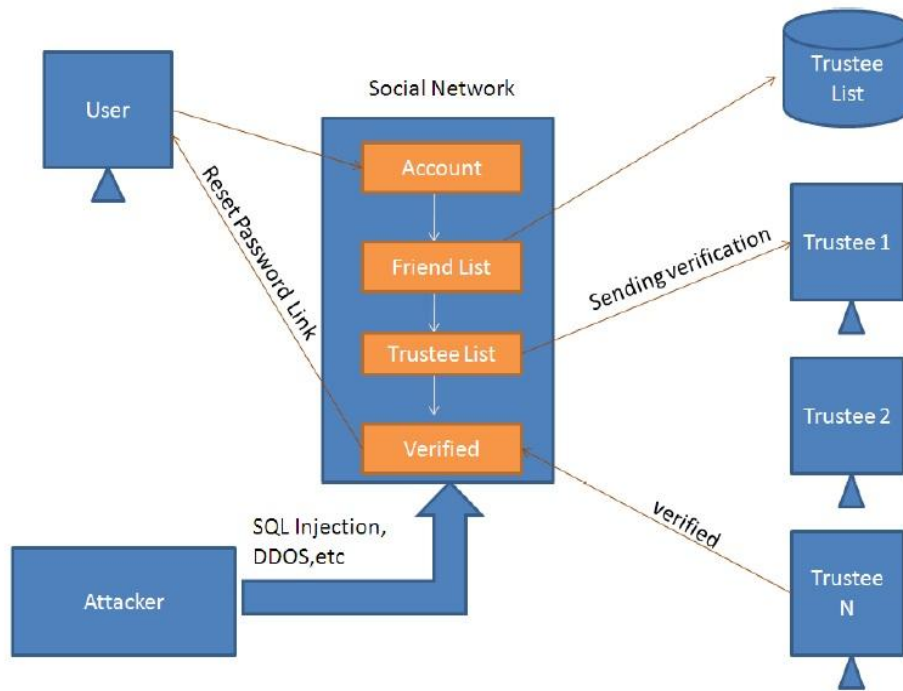 User
Social Network
Trustee
List
Account
Friend List
Trustee List
Verified
Reset Password Link
Sending verification
Trustee 1
Trustee 2
verified
Trustee
N
SQL Injection,
DDOS,etc
Attacker